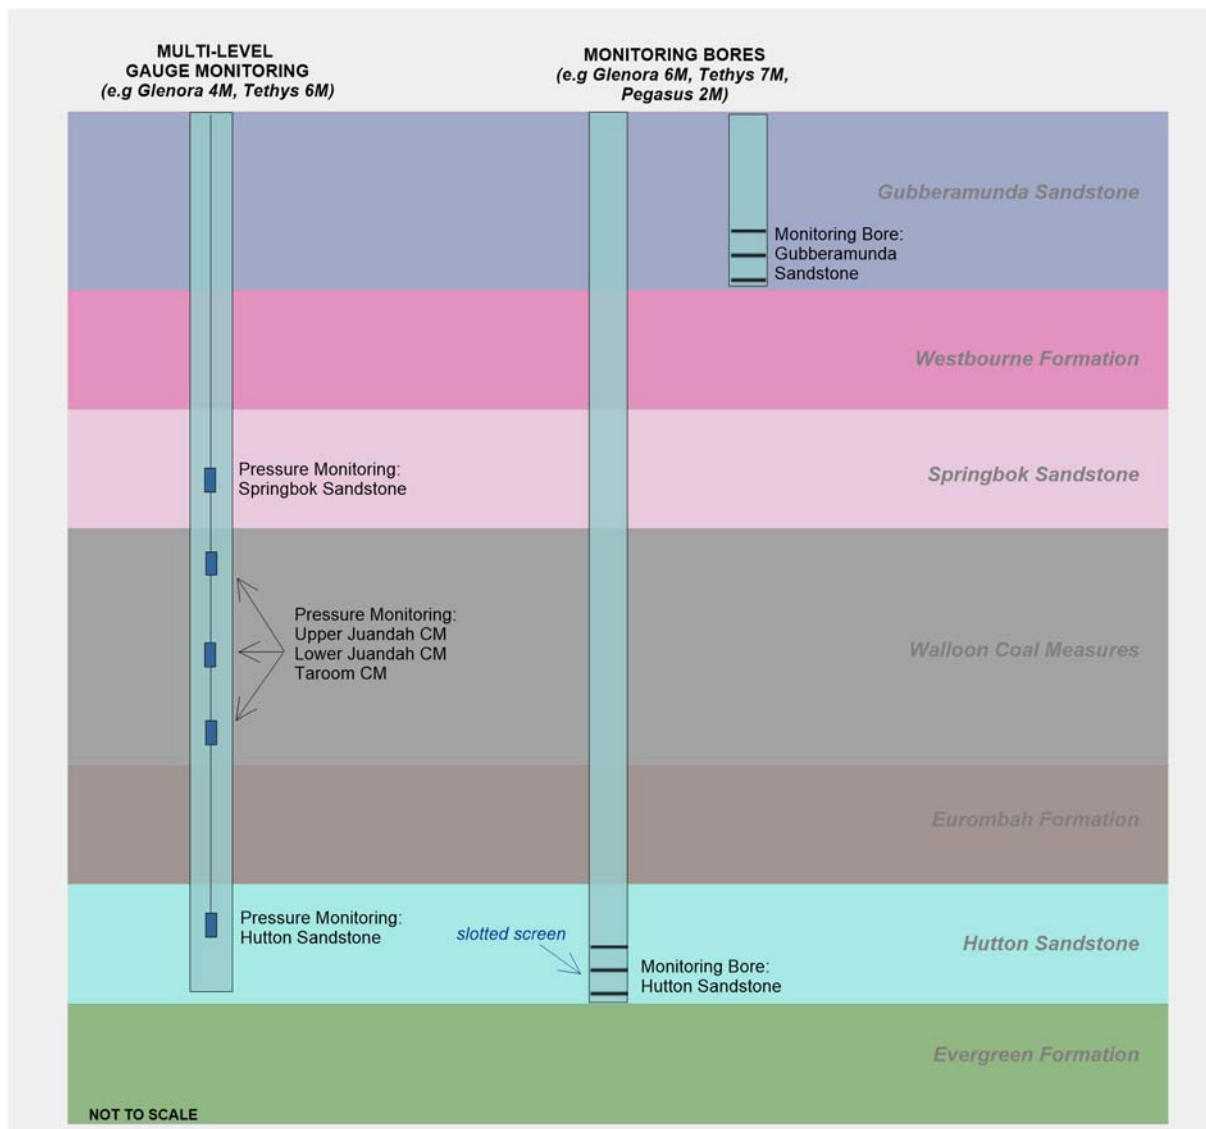 MULTI-LEVEL
GAUGE MONITORING
(e.g Glenora 4M, Tethys 6M)
MONITORING BORES
(e.g Glenora 6M, Tethys 7M,
Pegasus 2M)
Gubberamunda Sandstone
Monitoring Bore:
Gubberamunda
Sandstone
Westbourne Formation
Pressure Monitoring:
Springbok Sandstone
Springbok Sandstone
Pressure Monitoring:
Upper Juandah CM
Lower Juandah CM
Taroom CM
Walloon Coal Measures
Eurombah Formation
Pressure Monitoring:
Hutton Sandstone
slotted screen
Monitoring Bore:
Hutton Sandstone
Hutton Sandstone
Evergreen Formation
NOT TO SCALE